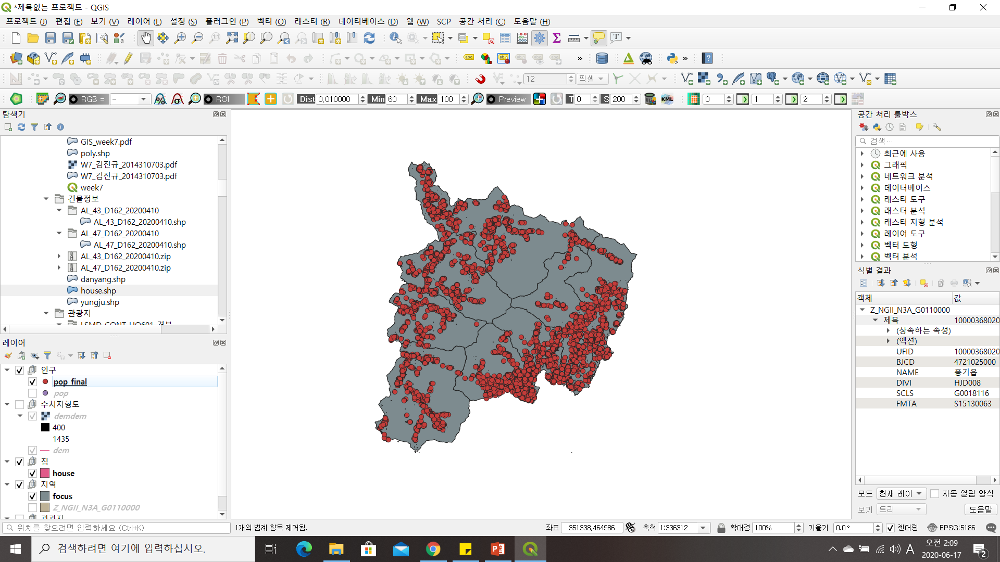 *제목없는 프로젝트 - QGIS
프로젝트 (J) 편집 (E) 보기 (V) 레이어 (L) 설정 (S) 플러그인 (P) 벡터 (O) 래스터 (R) 데이터베이스 (D) 웹 (W) SCP 공간 처리 (C) 도움말 (H)
12 픽셀
RGB = - ROI Dist 0,010000 Min 60 Max 100 Preview T 0 S 200 KML 0 1 2
탐색기
GIS_week7.pdf
poly.shp
W7_김진규_2014310703.pdf
W7_김진규_2014310703.pdf
week7
건물정보
AL_43_D162_20200410
AL_43_D162_20200410.shp
AL_47_D162_20200410
AL_47_D162_20200410.shp
AL_43_D162_20200410.zip
AL_47_D162_20200410.zip
danyang.shp
house.shp
yungju.shp
관광지
레이어
인구
pop_final
pop
수치지형도
demdem
400
1435
dem
집
house
지역
focus
Z_NGII_N3A_G0110000
관광지
공간 처리 툴박스
검색…
최근에 사용
그래픽
네트워크 분석
데이터베이스
래스터 도구
래스터 분석
래스터 지형 분석
레이어 도구
벡터 도형
벡터 분석
식별 결과
객체 값
Z_NGII_N3A_G0110000
제목 10000368020
(상속하는 속성)
(액션)
UFID 10000368020
BJCD 4721025000
NAME 풍기읍
DIVI HJD008
SCLS G0018116
FMTA S15130063
모드 현재 레이 자동 열림 양식
보기 트리 도움말
위치를 찾으려면 입력하세요 (Ctrl+K) 1개의 범례 항목 제거됨. 좌표 351338,464986 축척 1:336312 확대경 100% 기울기 0.0 ° 렌더링 EPSG:5186
검색하려면 여기에 입력하십시오.
A 오전 2:09
2020-06-17 2